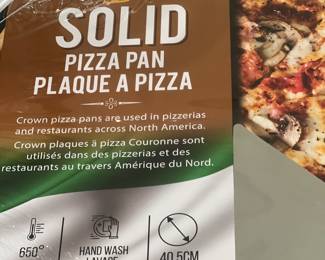 SOLID
PIZZA PAN
PLAQUE A PIZZA
Crown pizza pans are used in pizzerias
and restaurants across North America.
Crown plaques à pizza Couronne sont
utilisés dans des pizzerias et des
restaurants au travers Amérique du Nord.
650°
HAND WASH
LAVAGE
40.5CM